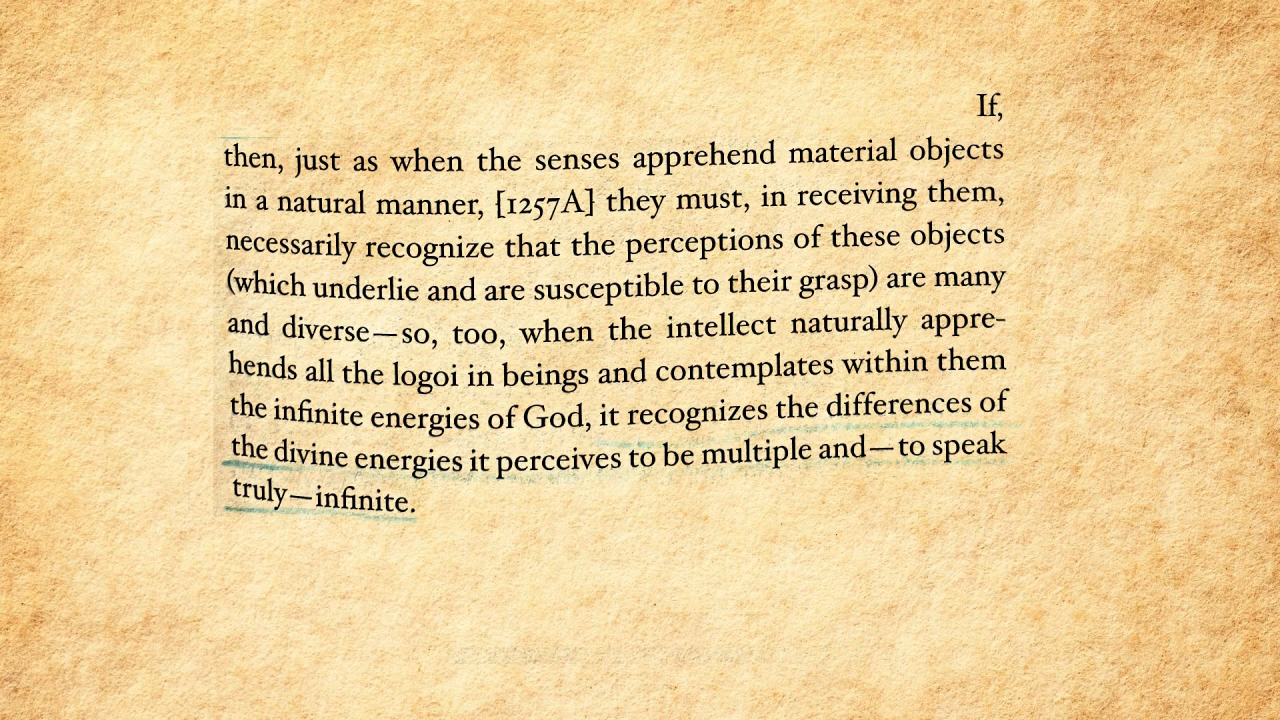 If,
then, just as when the senses apprehend material objects
in a natural manner, [1257A] they must, in receiving them,
necessarily recognize that the perceptions of these objects
(which underlie and are susceptible to their grasp) are many
and diverse—so, too, when the intellect naturally appre-
hends all the logoi in beings and contemplates within them
the infinite energies of God, it recognizes the differences of
the divine energies it perceives to be multiple and—to speak
truly—infinite.